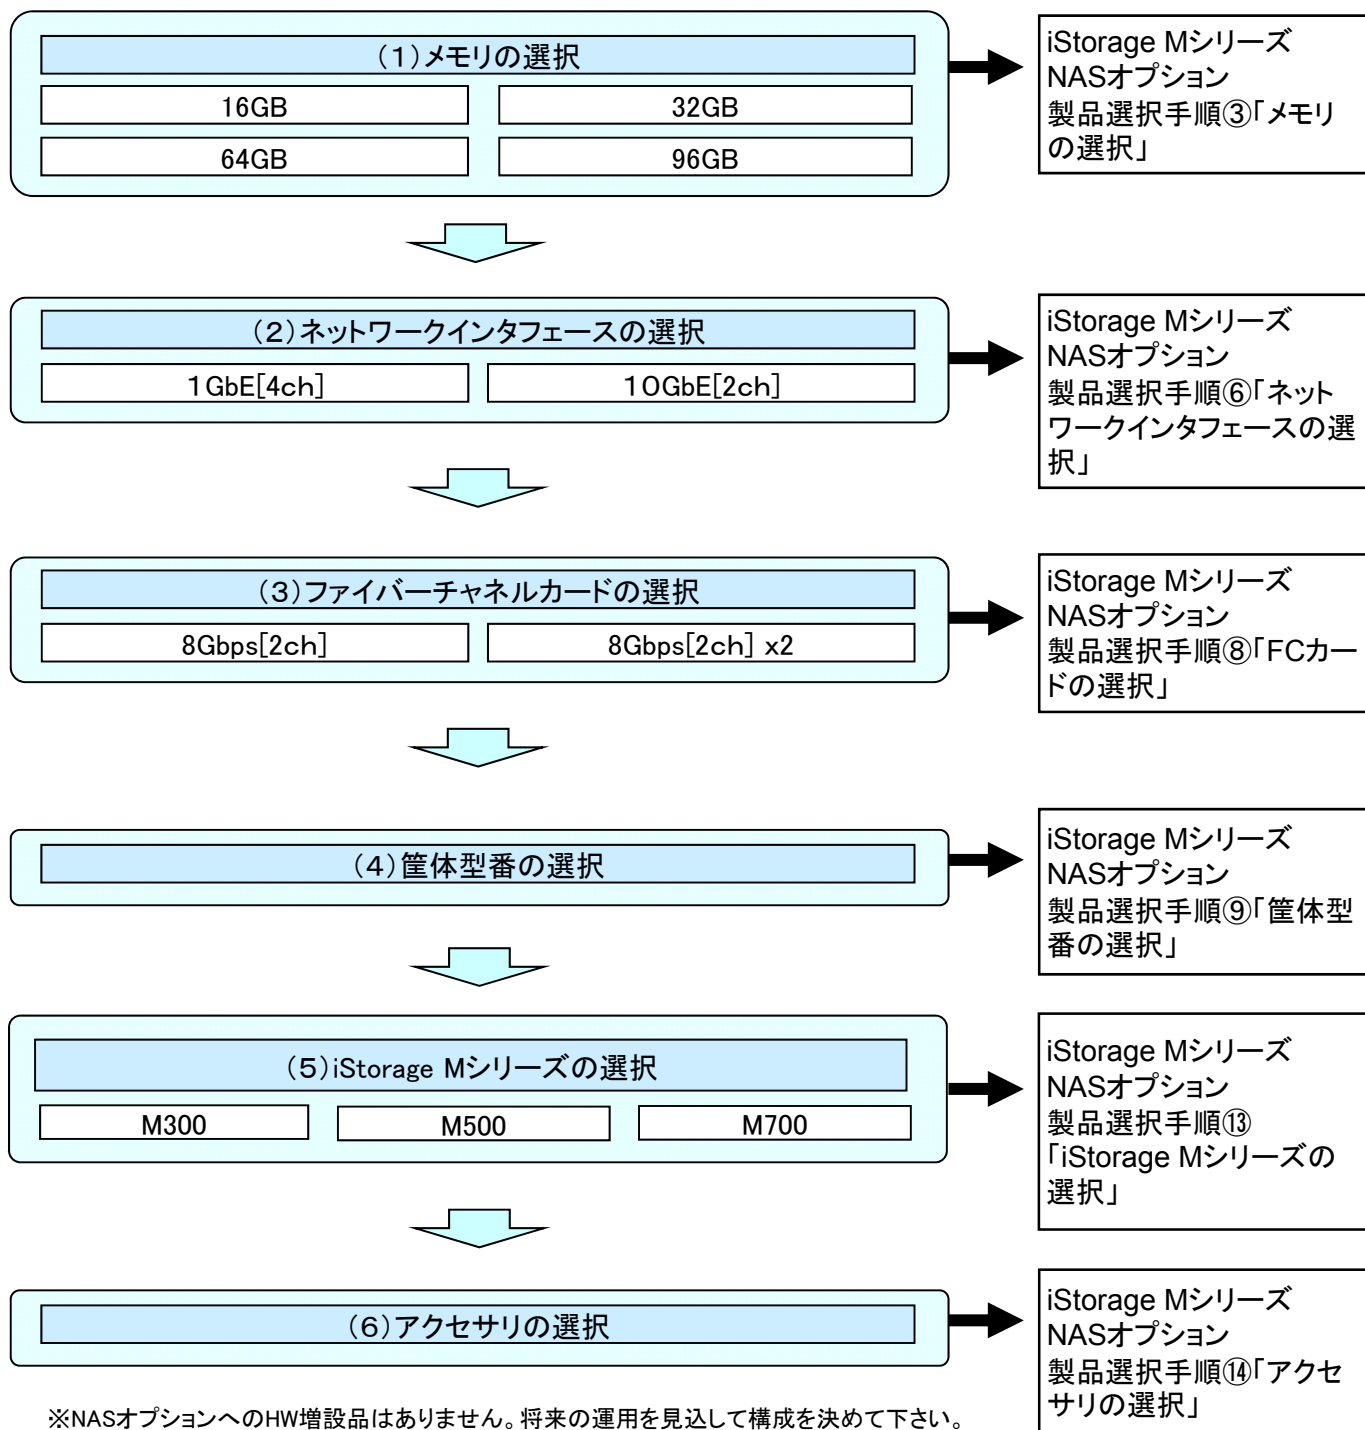 (1)メモリの選択
16GB
32GB
64GB
96GB
iStorage Mシリーズ
NASオプション
製品選択手順③「メモリ
の選択」
(2)ネットワークインタフェースの選択
1GbE[4ch]
10GbE[2ch]
iStorage Mシリーズ
NASオプション
製品選択手順⑥「ネット
ワークインタフェースの選
択」
(3)ファイバーチャネルカードの選択
8Gbps[2ch]
8Gbps[2ch] x2
iStorage Mシリーズ
NASオプション
製品選択手順⑧「FCカー
ドの選択」
(4)筐体型番の選択
iStorage Mシリーズ
NASオプション
製品選択手順⑨「筐体型
番の選択」
(5)iStorage Mシリーズの選択
M300
M500
M700
iStorage Mシリーズ
NASオプション
製品選択手順⑬
「iStorage Mシリーズの
選択」
(6)アクセサリの選択
iStorage Mシリーズ
NASオプション
製品選択手順⑭「アクセ
サリの選択」
※NASオプションへのHW増設品はありません。将来の運用を見込して構成を決めて下さい。